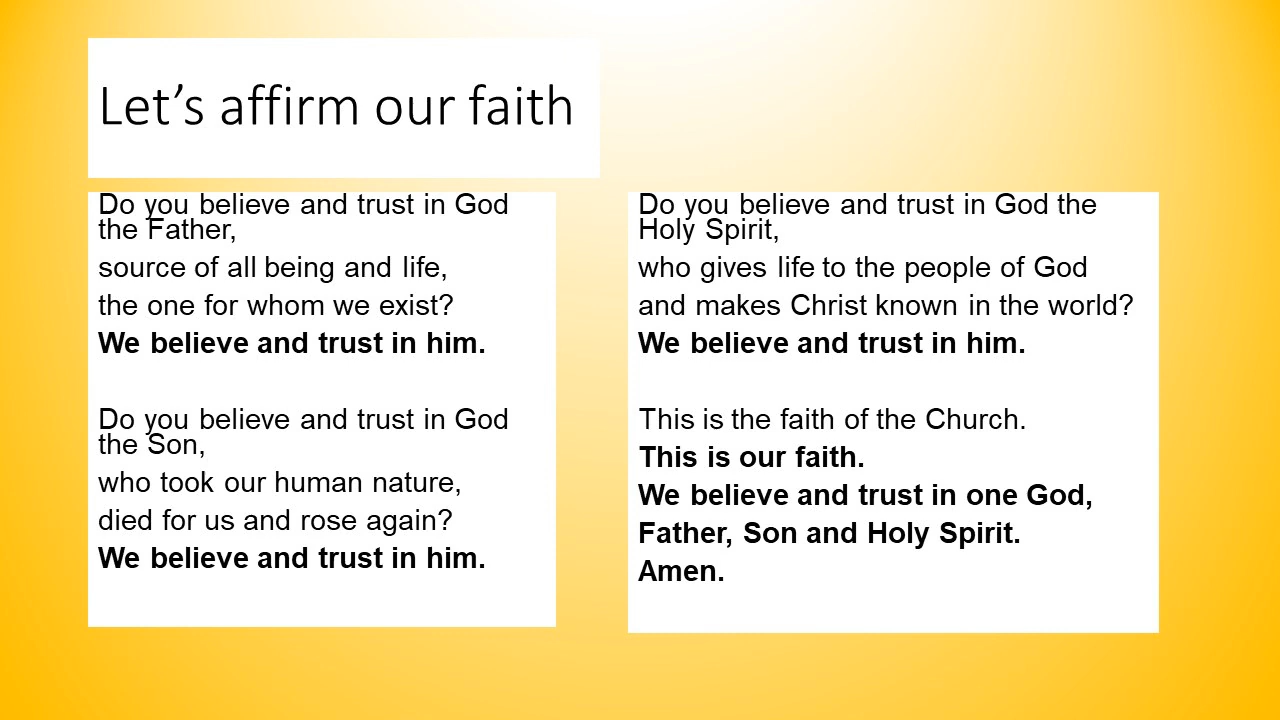 Let’s affirm our faith
Do you believe and trust in God
the Father,
source of all being and life,
the one for whom we exist?
We believe and trust in him.
Do you believe and trust in God
the Son,
who took our human nature,
died for us and rose again?
We believe and trust in him.
Do you believe and trust in God the
Holy Spirit,
who gives life to the people of God
and makes Christ known in the world?
We believe and trust in him.
This is the faith of the Church.
This is our faith.
We believe and trust in one God,
Father, Son and Holy Spirit.
Amen.